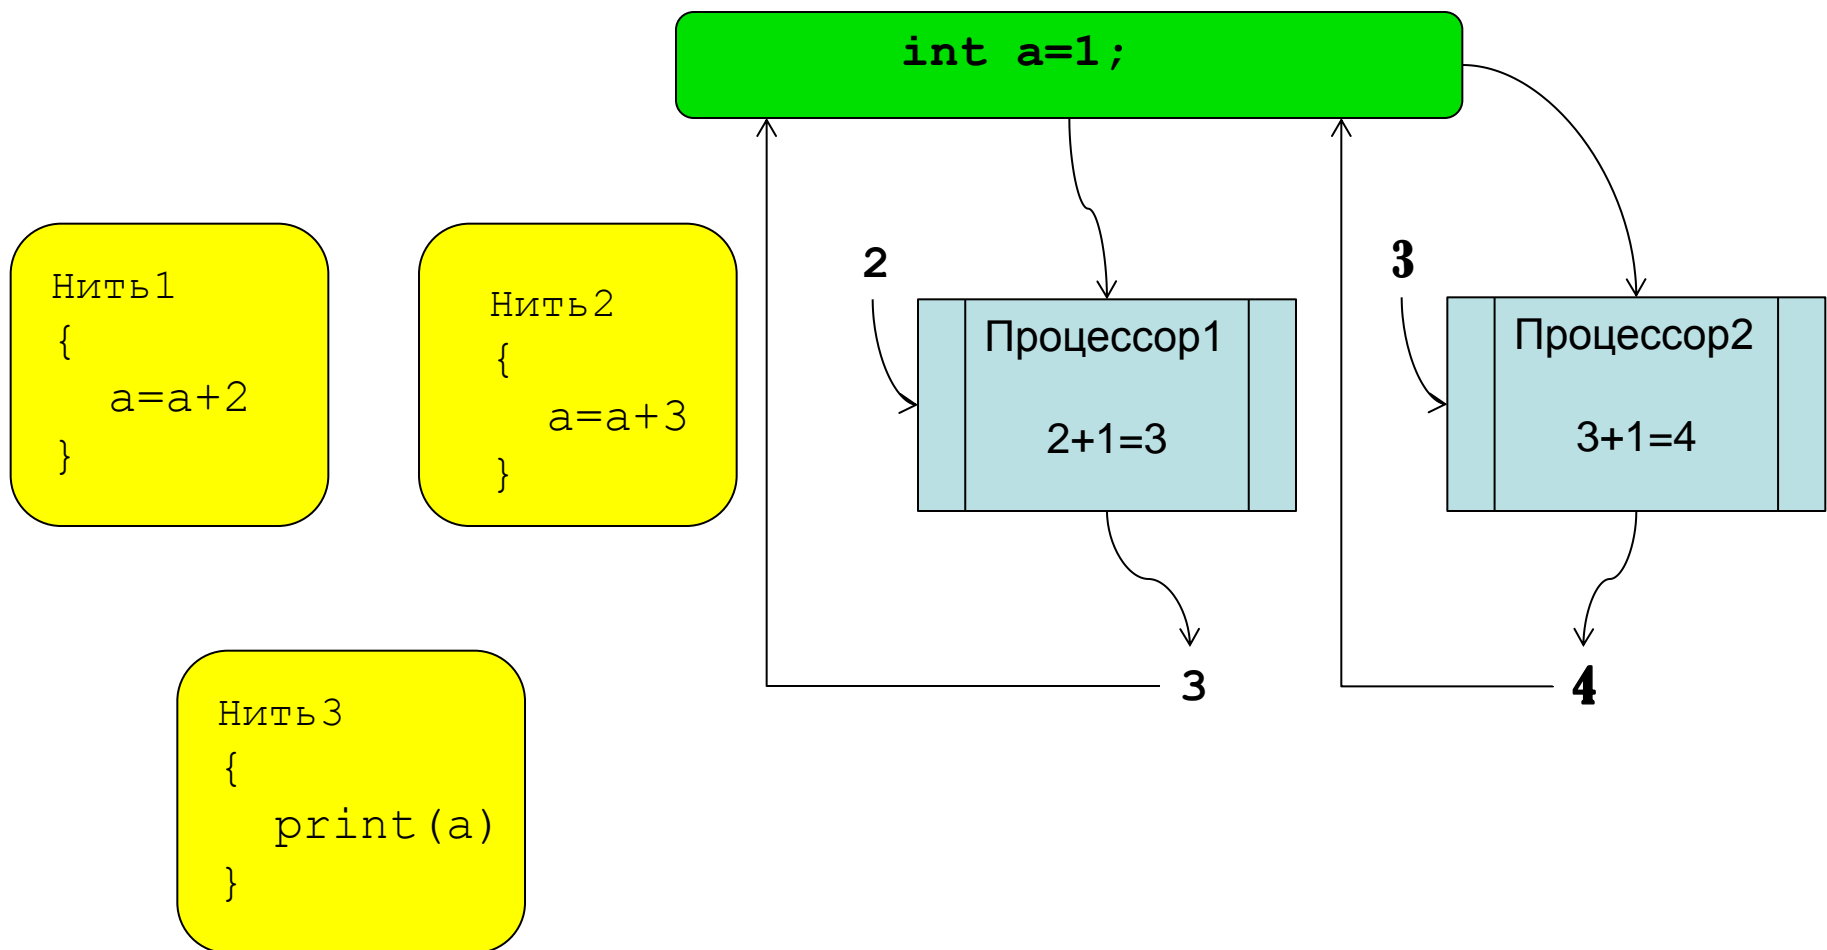 int a=1;
Нить1
{
a=a+2
}
Нить2
{
a=a+3
}
2
Процессор1
2+1=3
3
3
Процессор2
3+1=4
4
Нить3
{
print(a)
}